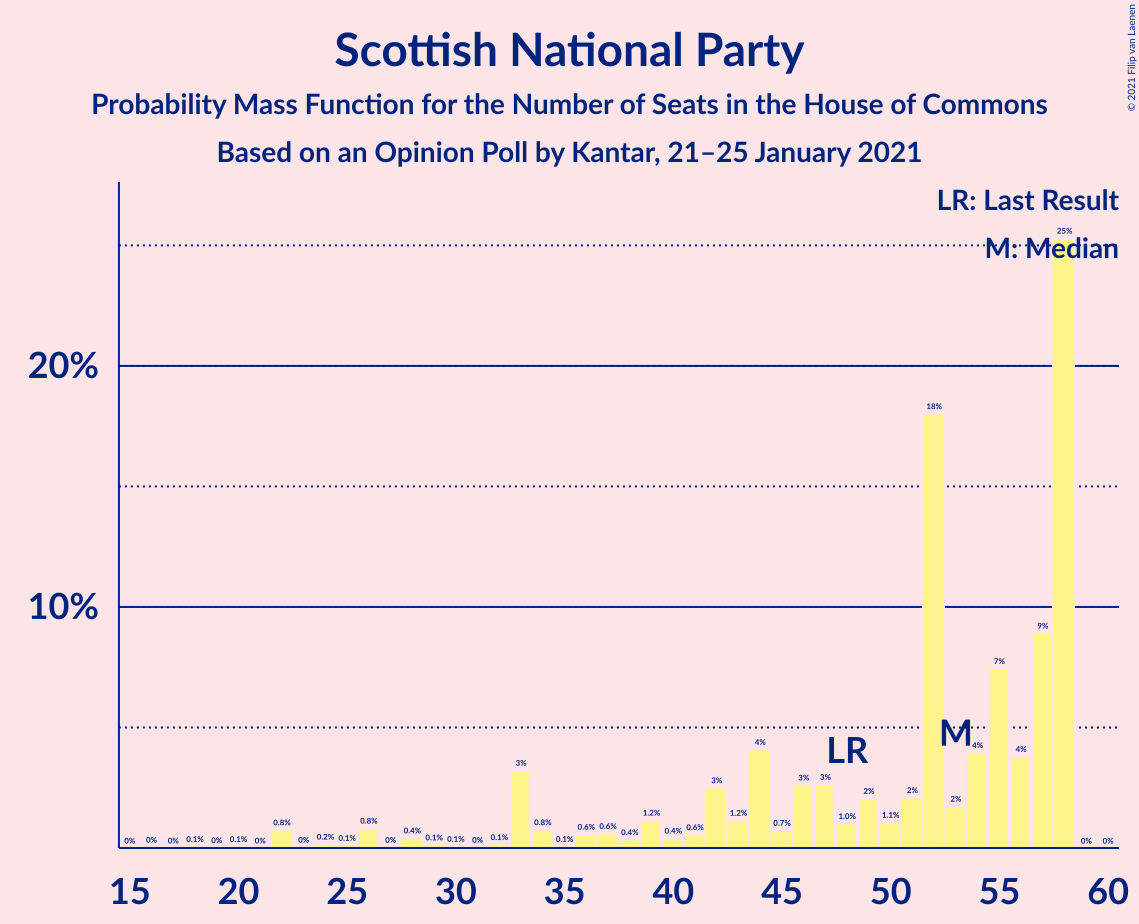 Scottish National Party
Probability Mass Function for the Number of Seats in the House of Commons
Based on an Opinion Poll by Kantar, 21–25 January 2021
© 2021 Filip van Laenen
LR: Last Result
M: Median
20%
10%
0% 0% 0% 0.1% 0% 0.1% 0% 0.8% 0% 0.2% 0.1% 0.8% 0% 0.4% 0.1% 0.1% 0% 0.1% 3% 0.8% 0.1% 0.6% 0.6% 0.4% 1.2% 0.4% 0.6% 3% 1.2% 4% 0.7% 3% 3% 1.0% 2% 1.1% 2% 18% 2% 4% 7% 4% 9% 25% 0% 0%
LR
M
15 20 25 30 35 40 45 50 55 60